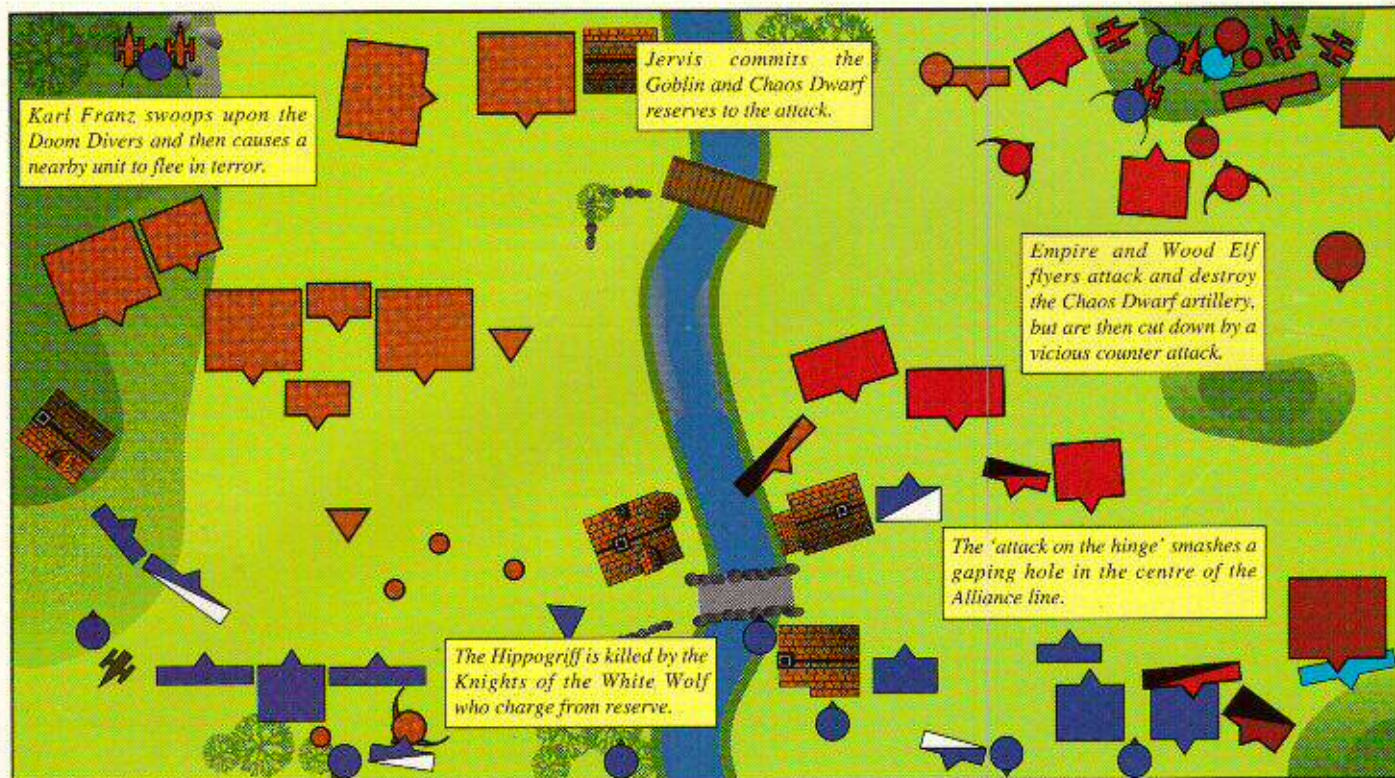 Karl Franz swoops upon the
Doom Divers and then causes a
nearby unit to flee in terror.
Jervis commits the
Goblin and Chaos Dwarf
reserves to the attack.
Empire and Wood Elf
flyers attack and destroy
the Chaos Dwarf artillery,
but are then cut down by a
vicious counter attack.
The 'attack on the hinge' smashes a
gaping hole in the centre of the
Alliance line.
The Hippogriff is killed by the
Knights of the White Wolf
who charge from reserve.